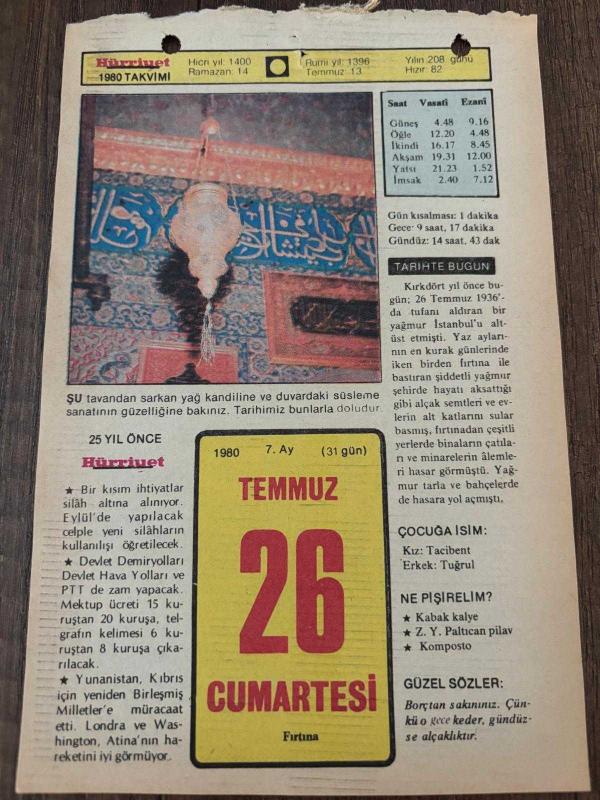 Hürriyet
1980 TAKVİMİ
Hicri yıl: 1400
Ramazan: 14
Rumi yıl: 1396
Temmuz: 13
Yılın 208. günü
Hızır: 82
Saat Vasati Ezani
Güneş 4.48 9.16
Öğle 12.20 4.48
İkindi 16.17 8.45
Akşam 19.31 12.00
Yatsı 21.23 1.52
İmsak 2.40 7.12
Gün kısalması: 1 dakika
Gece: 9 saat, 17 dakika
Gündüz: 14 saat, 43 dak
TARİHTE BUGÜN
Kırkdört yıl önce bu-
gün; 26 Temmuz 1936'-
da tufanı aldıran bir
yağmur İstanbul'u alt-
üst etmişti. Yaz ayları-
nın en kurak günlerinde
iken birden fırtına ile
bastıran şiddetli yağmur
şehirde hayatı aksattığı
gibi alçak semtleri ve ev-
lerin alt katlarını sular
basmış, fırtınadan çeşitli
yerlerde binaların çatıla-
rı ve minarelerin âlemle-
ri hasar görmüştü. Yağ-
mur tarla ve bahçelerde
de hasara yol açmıştı,
ŞU tavandan sarkan yağ kandiline ve duvardaki süsleme
sanatının güzelliğine bakınız. Tarihimiz bunlarla doludur.
25 YIL ÖNCE
Hürriyet
★ Bir kısım ihtiyatlar
silâh altına alınıyor.
Eylül'de yapılacak
celple yeni silâhların
kullanılışı öğretilecek.
★ Devlet Demiryolları
Devlet Hava Yolları ve
PTT de zam yapacak.
Mektup ücreti 15 ku-
ruştan 20 kuruşa, tel-
grafın kelimesi 6 ku-
ruştan 8 kuruşa çıka-
rılacak.
★ Yunanistan, Kıbrıs
için yeniden Birleşmiş
Milletler'e müracaat
etti. Londra ve Was-
hington, Atina'nın ha-
reketini iyi görmüyor.
1980 7. Ay (31 gün)
TEMMUZ
26
CUMARTESİ
Fırtına
ÇOCUĞA İSİM:
Kız: Tacibent
Erkek: Tuğrul
NE PİŞİRELİM?
★ Kabak kalye
★ Z. Y. Patlıcan pilav
★ Komposto
GÜZEL SÖZLER:
Borçtan sakınınız. Çün-
kü o gece keder, gündüz-
se alçaklıktır.